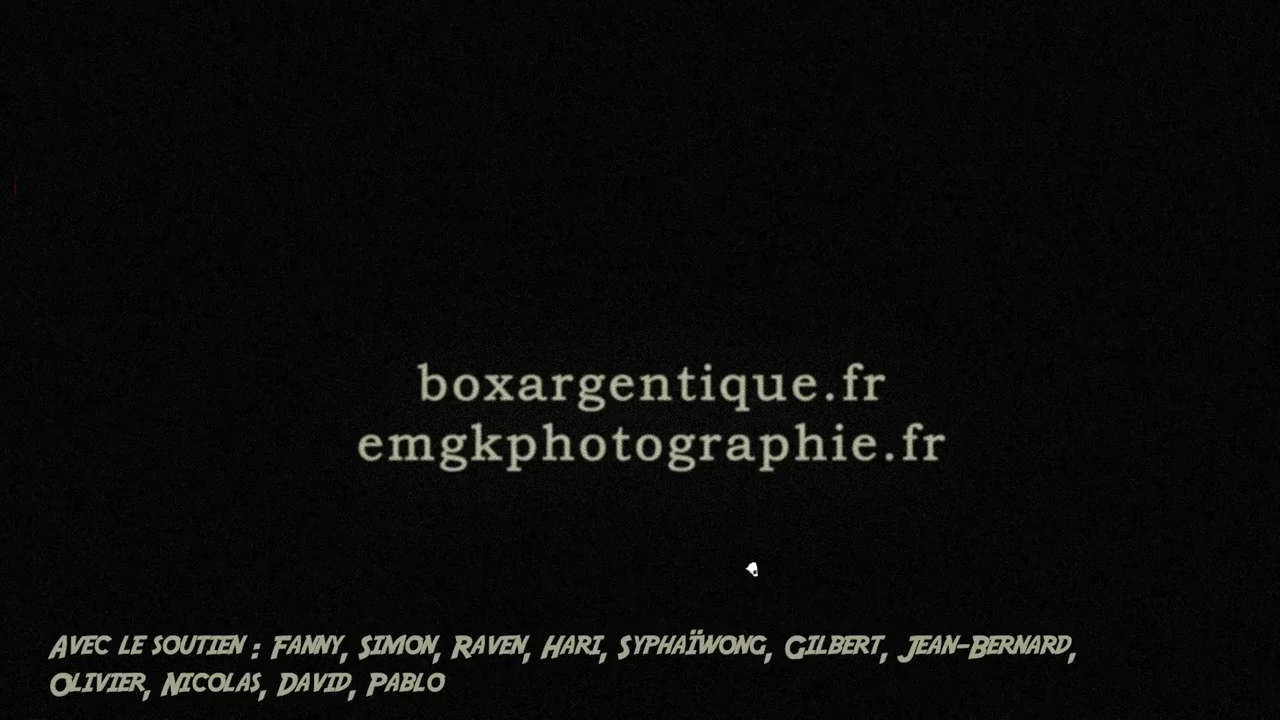 boxargentique.fr
emgkphotographie.fr
Avec le soutien : Fanny, Simon, Raven, Hari, Syphaïwong, Gilbert, Jean-Bernard,
Olivier, Nicolas, David, Pablo